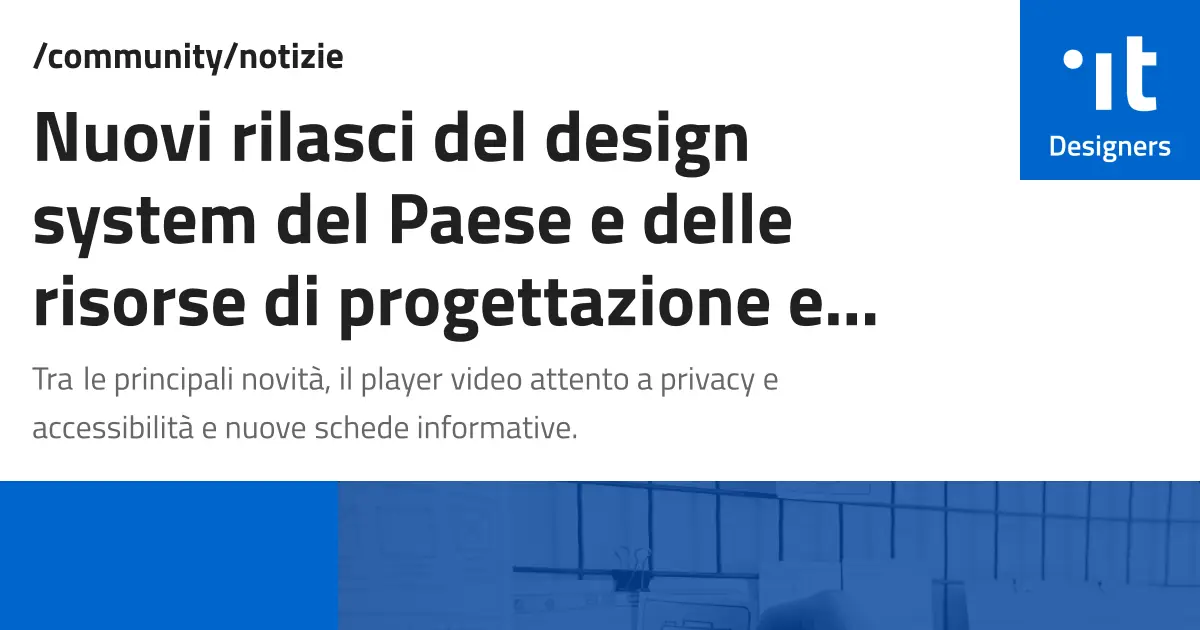 /community/notizie
Nuovi rilasci del design
system del Paese e delle
risorse di progettazione e...
Tra le principali novità, il player video attento a privacy e
accessibilità e nuove schede informative.
it
Designers